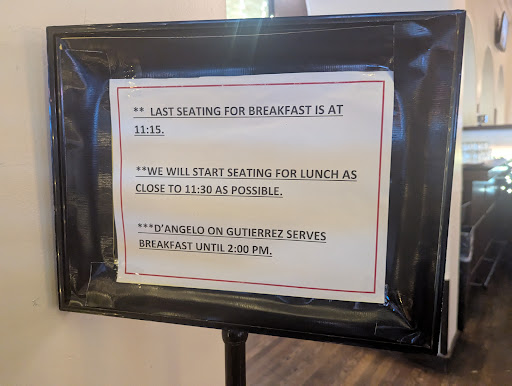 ** LAST SEATING FOR BREAKFAST IS AT
11:15.
**WE WILL START SEATING FOR LUNCH AS
CLOSE TO 11:30 AS POSSIBLE.
***D'ANGELO ON GUTIERREZ SERVES
BREAKFAST UNTIL 2:00 PM.